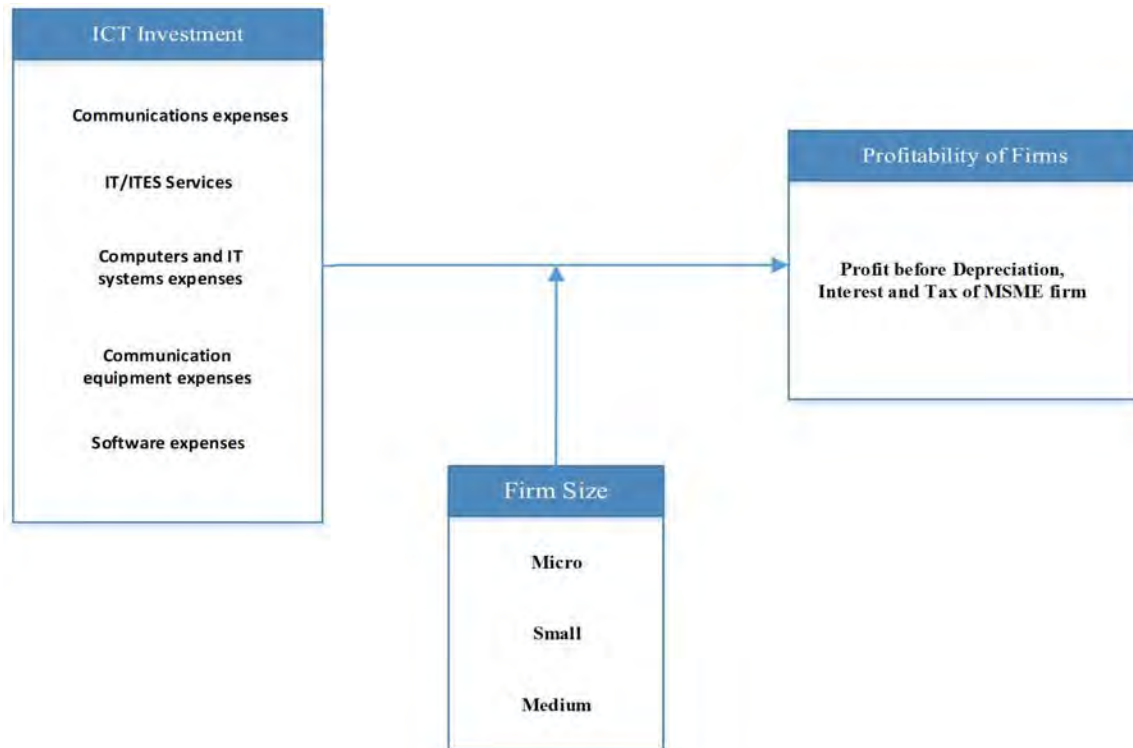 ICT Investment
Communications expenses
IT/ITES Services
Computers and IT
systems expenses
Communication
equipment expenses
Software expenses
Profitability of Firms
Profit before Depreciation,
Interest and Tax of MSME firm
Firm Size
Micro
Small
Medium